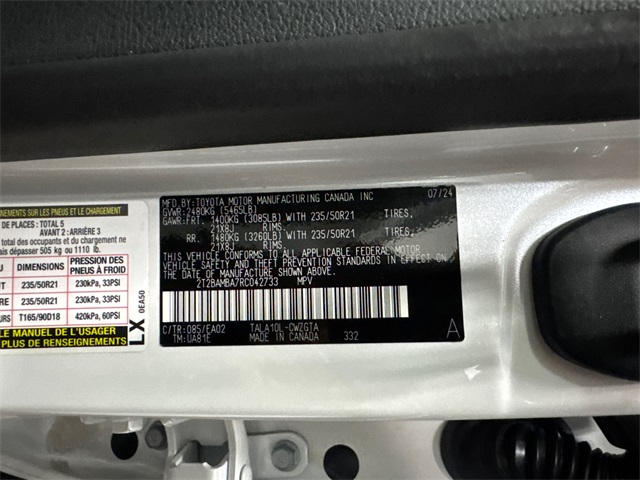 NEMENTS SUR LES PNEUS ET LE CHARGEMENT
DE PLACES : TOTAL 5
AVANT 2 : ARRIÈRE 3
total des occupants et du chargement ne
jamais dépasser 505 kg ou 1110 lb.
DIMENSIONS PRESSION DES PNEUS À FROID
235/50R21 230kPa, 33PSI
RE 235/50R21 230kPa, 33PSI
T165/90D18 420kPa, 60PSI
LE MANUEL DE L'USAGER
PLUS DE RENSEIGNEMENTS
LX 0EA50
MFD.BY:TOYOTA MOTOR MANUFACTURING CANADA INC 07/24
GVWR:2480KG (5465LB)
GAWR:FRT. 1400KG (3085LB) WITH 235/50R21 TIRES,
21X8J RIMS
RR. 1480KG (3260LB) WITH 235/50R21 TIRES,
21X8J RIMS
THIS VEHICLE CONFORMS TO ALL APPLICABLE FEDERAL MOTOR
VEHICLE SAFETY AND THEFT PREVENTION STANDARDS IN EFFECT ON
THE DATE OF MANUFACTURE SHOWN ABOVE.
2T2BAMBA7RC042733 MPV
C/TR:085/EA02 TALA10L-CWZGTA A
TM:UA81E MADE IN CANADA 332